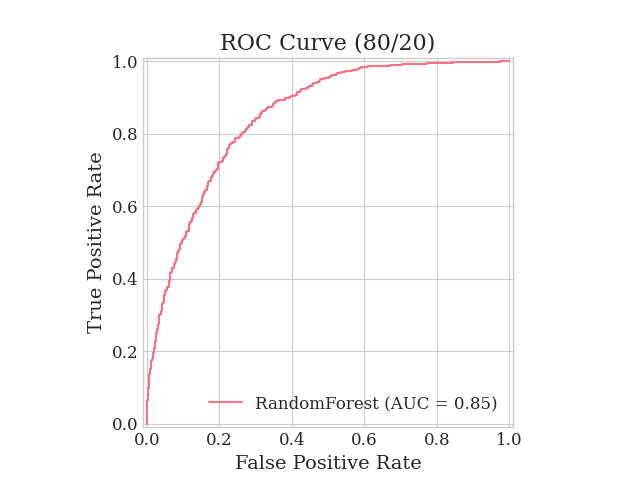 ROC Curve (80/20)
True Positive Rate
1.0
0.8
0.6
0.4
0.2
0.0
RandomForest (AUC = 0.85)
0.0 0.2 0.4 0.6 0.8 1.0
False Positive Rate